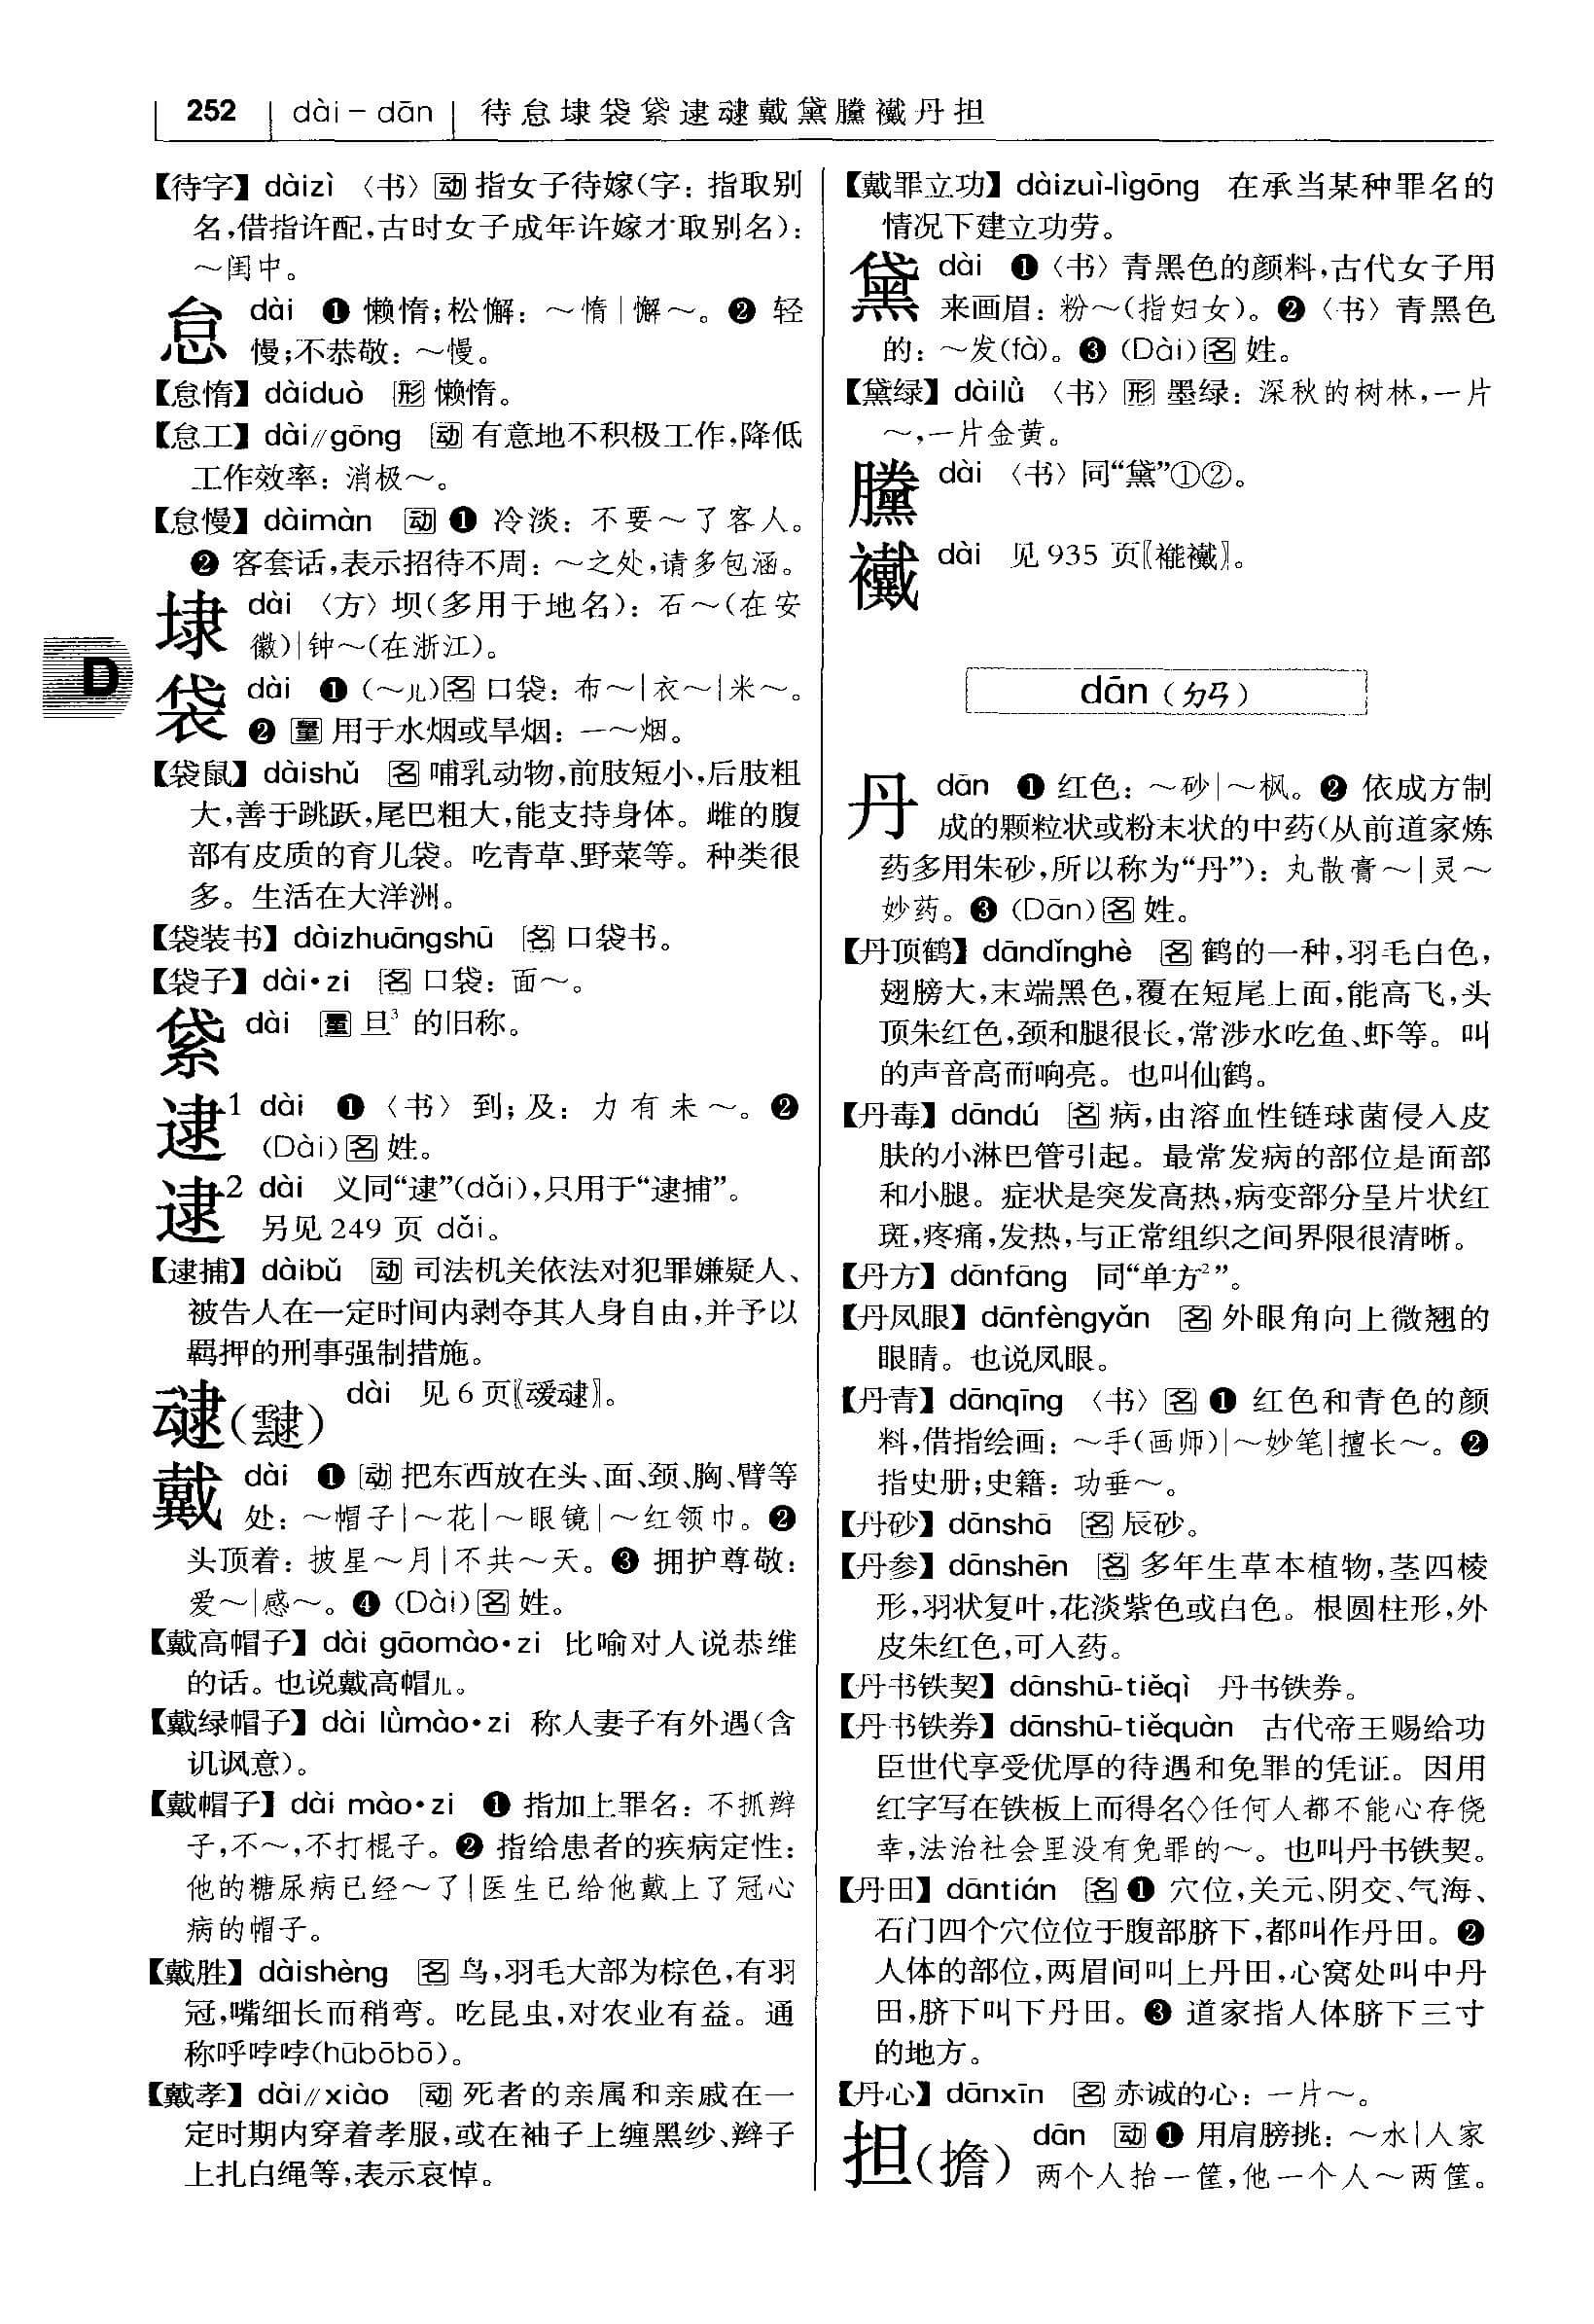 252 dài－dān 待怠埭袋紫逮叇戴黛黱襶丹担
【待字】dàizì 〈书〉动 指女子待嫁(字：指取别
名，借指许配，古时女子成年许嫁才取别名)：
～闺中。
怠 dài ❶ 懒惰；松懈：～惰｜懈～。❷ 轻
慢；不恭敬：～慢。
【怠惰】dàiduò 形 懒惰。
【怠工】dài∥gōng 动 有意地不积极工作，降低
工作效率：消极～。
【怠慢】dàimàn 动 ❶ 冷淡：不要～了客人。
❷ 客套话，表示招待不周：～之处，请多包涵。
埭 dài 〈方〉坝(多用于地名)：石～(在安
徽)｜钟～(在浙江)。
袋 dài ❶ (～儿)名 口袋：布～｜衣～｜米～。
❷ 量 用于水烟或旱烟：一～烟。
【袋鼠】dàishǔ 名 哺乳动物，前肢短小，后肢粗
大，善于跳跃，尾巴粗大，能支持身体。雌的腹
部有皮质的育儿袋。吃青草、野菜等。种类很
多。生活在大洋洲。
【袋装书】dàizhuāngshū 名 口袋书。
【袋子】dài·zi 名 口袋：面～。
帒 dài 量 旦³ 的旧称。
逮¹ dài ❶〈书〉到；及：力有未～。❷
(Dài)名 姓。
逮² dài 义同“逮”(dǎi)，只用于“逮捕”。
另见 249 页 dǎi。
【逮捕】dàibǔ 动 司法机关依法对犯罪嫌疑人、
被告人在一定时间内剥夺其人身自由，并予以
羁押的刑事强制措施。
叇(靆) dài 见 6 页〖叆叇〗。
戴 dài ❶ 动 把东西放在头、面、颈、胸、臂等
处：～帽子｜～花｜～眼镜｜～红领巾。❷
头顶着：披星～月｜不共～天。❸ 拥护尊敬：
爱～｜感～。❹ (Dài)名 姓。
【戴高帽子】dài gāomào·zi 比喻对人说恭维
的话。也说戴高帽儿。
【戴绿帽子】dài lǜmào·zi 称人妻子有外遇(含
讥讽意)。
【戴帽子】dài mào·zi ❶ 指加上罪名：不抓辫
子，不～，不打棍子。❷ 指给患者的疾病定性：
他的糖尿病已经～了｜医生已给他戴上了冠心
病的帽子。
【戴胜】dàishèng 名 鸟，羽毛大部为棕色，有羽
冠，嘴细长而稍弯。吃昆虫，对农业有益。通
称呼哱哱(hūbōbō)。
【戴孝】dài∥xiào 动 死者的亲属和亲戚在一
定时期内穿着孝服，或在袖子上缠黑纱、辫子
上扎白绳等，表示哀悼。
【戴罪立功】dàizuì-lìgōng 在承当某种罪名的
情况下建立功劳。
黛 dài ❶〈书〉青黑色的颜料，古代女子用
来画眉：粉～(指妇女)。❷〈书〉青黑色
的：～发(fà)。❸ (Dài)名 姓。
【黛绿】dàilǜ 〈书〉形 墨绿：深秋的树林，一片
～，一片金黄。
黱 dài 〈书〉同“黛”①②。
襶 dài 见 935 页〖褦襶〗。
dān（ㄉㄢ）
丹 dān ❶ 红色：～砂｜～枫。❷ 依成方制
成的颗粒状或粉末状的中药(从前道家炼
药多用朱砂，所以称为“丹”)：丸散膏～｜灵～
妙药。❸ (Dān)名 姓。
【丹顶鹤】dāndǐnghè 名 鹤的一种，羽毛白色，
翅膀大，末端黑色，覆在短尾上面，能高飞，头
顶朱红色，颈和腿很长，常涉水吃鱼、虾等。叫
的声音高而响亮。也叫仙鹤。
【丹毒】dāndú 名 病，由溶血性链球菌侵入皮
肤的小淋巴管引起。最常发病的部位是面部
和小腿。症状是突发高热，病变部分呈片状红
斑，疼痛，发热，与正常组织之间界限很清晰。
【丹方】dānfāng 同“单方²”。
【丹凤眼】dānfèngyǎn 名 外眼角向上微翘的
眼睛。也说凤眼。
【丹青】dānqīng 〈书〉名 ❶ 红色和青色的颜
料，借指绘画：～手(画师)｜～妙笔｜擅长～。❷
指史册；史籍：功垂～。
【丹砂】dānshā 名 辰砂。
【丹参】dānshēn 名 多年生草本植物，茎四棱
形，羽状复叶，花淡紫色或白色。根圆柱形，外
皮朱红色，可入药。
【丹书铁契】dānshū-tiěqì 丹书铁券。
【丹书铁券】dānshū-tiěquàn 古代帝王赐给功
臣世代享受优厚的待遇和免罪的凭证。因用
红字写在铁板上而得名◇任何人都不能心存侥
幸，法治社会里没有免罪的～。也叫丹书铁契。
【丹田】dāntián 名 ❶ 穴位，关元、阴交、气海、
石门四个穴位位于腹部脐下，都叫作丹田。❷
人体的部位，两眉间叫上丹田，心窝处叫中丹
田，脐下叫下丹田。❸ 道家指人体脐下三寸
的地方。
【丹心】dānxīn 名 赤诚的心：一片～。
担(擔) dān 动 ❶ 用肩膀挑：～水｜人家
两个人抬一筐，他一个人～两筐。
D